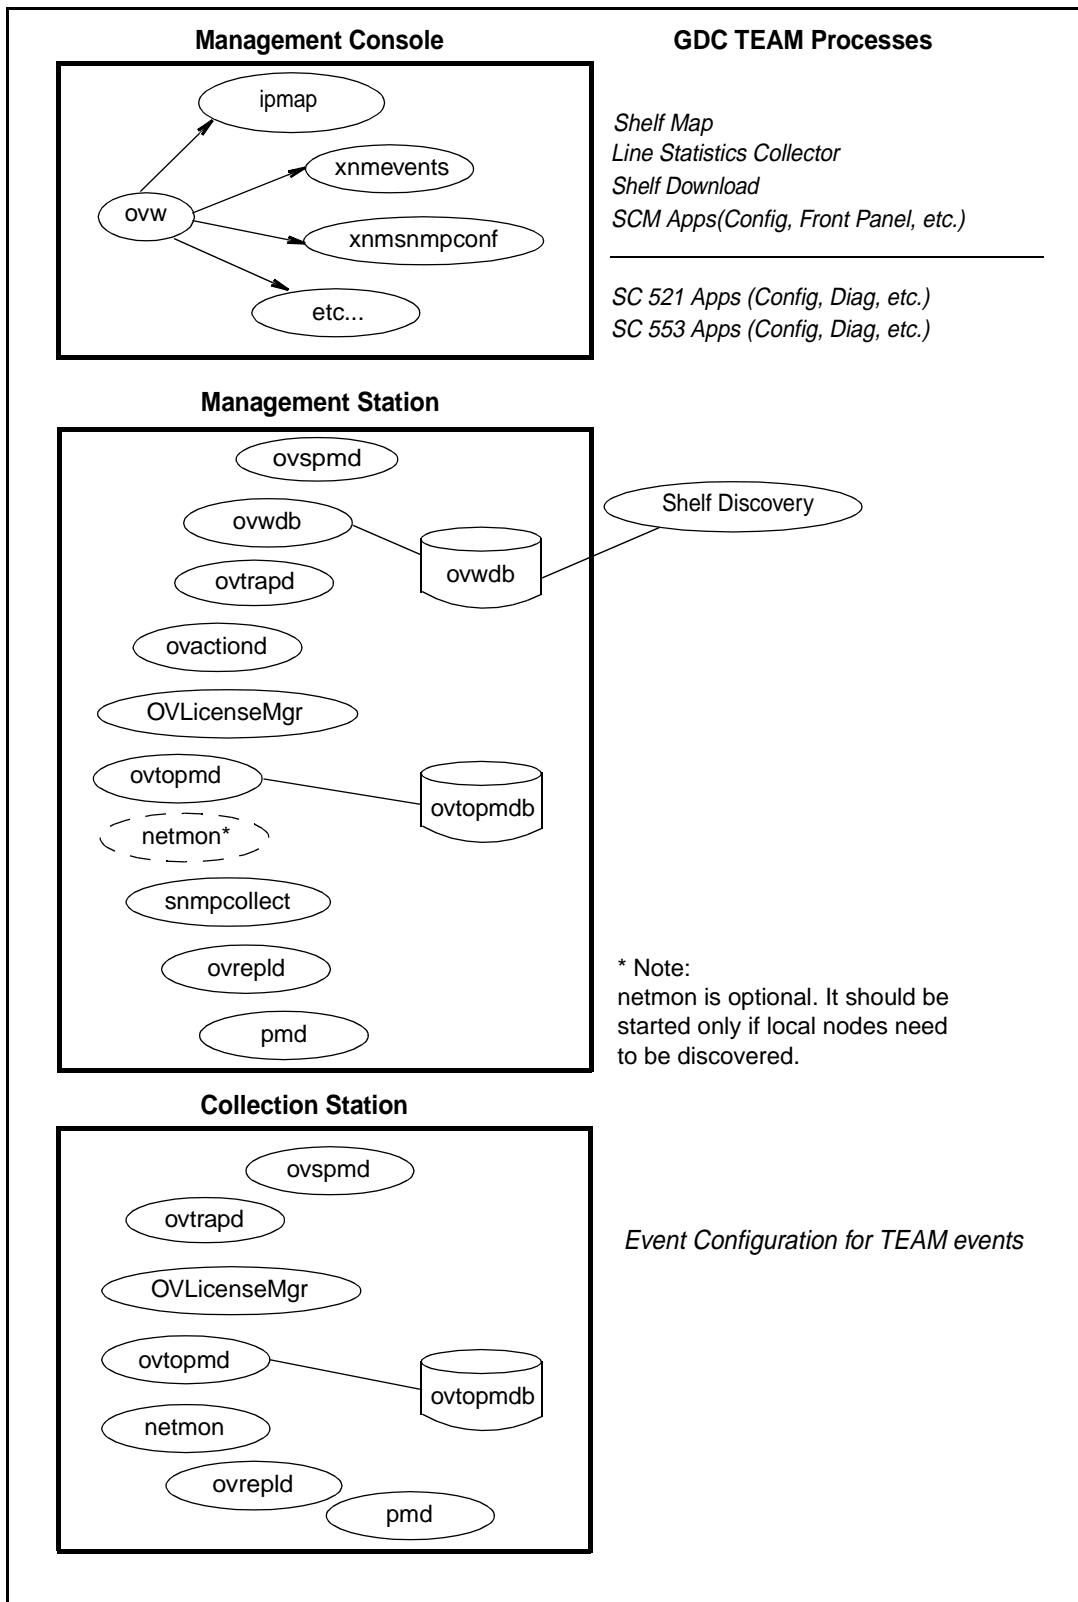 Management Console
GDC TEAM Processes
ipmap
xnmevents
ovw
xnmsnmpconf
etc...
Shelf Map
Line Statistics Collector
Shelf Download
SCM Apps(Config, Front Panel, etc.)
SC 521 Apps (Config, Diag, etc.)
SC 553 Apps (Config, Diag, etc.)
Management Station
ovspmd
ovwdb
ovwdb
Shelf Discovery
ovtrapd
ovactiond
OVLicenseMgr
ovtopmd
ovtopmdb
netmon*
snmpcollect
ovrepld
pmd
* Note:
netmon is optional. It should be
started only if local nodes need
to be discovered.
Collection Station
ovspmd
ovtrapd
OVLicenseMgr
ovtopmd
ovtopmdb
netmon
ovrepld
pmd
Event Configuration for TEAM events